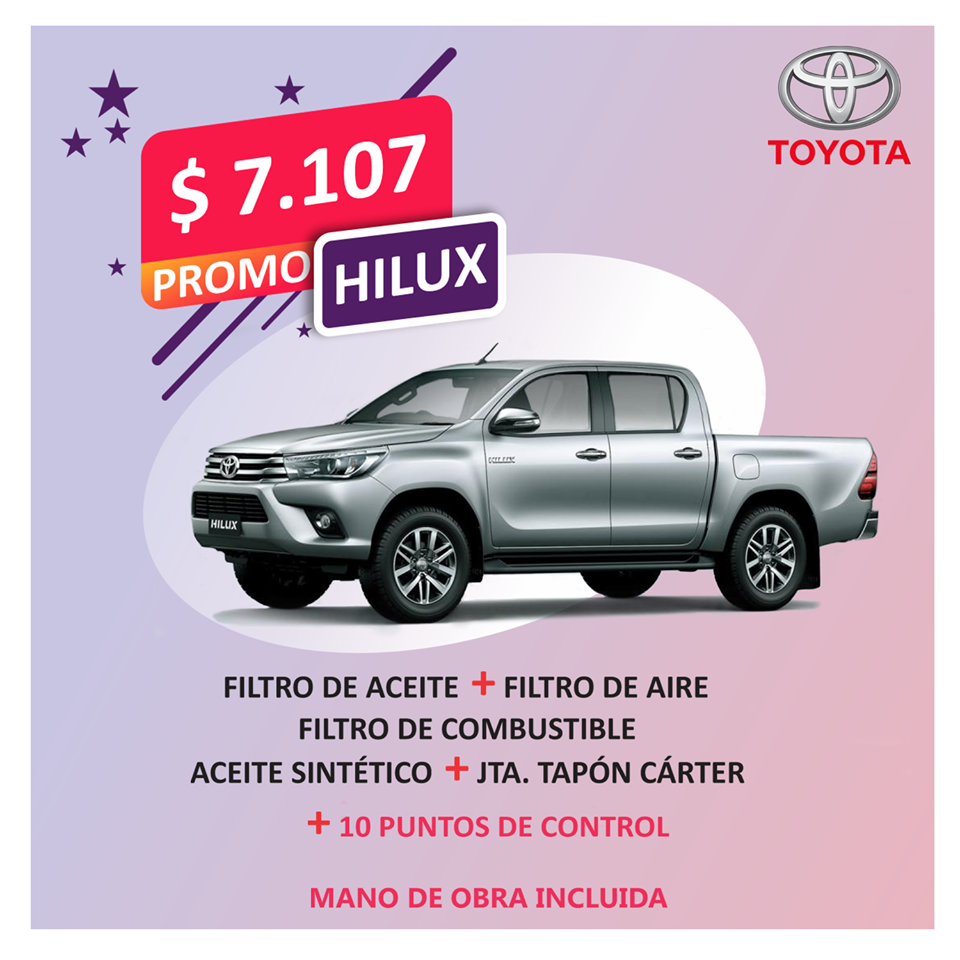 $ 7.107
PROMO
HILUX
TOYOTA
HILUX
HILUX
FILTRO DE ACEITE + FILTRO DE AIRE
FILTRO DE COMBUSTIBLE
ACEITE SINTÉTICO + JTA. TAPÓN CÁRTER
+ 10 PUNTOS DE CONTROL
MANO DE OBRA INCLUIDA